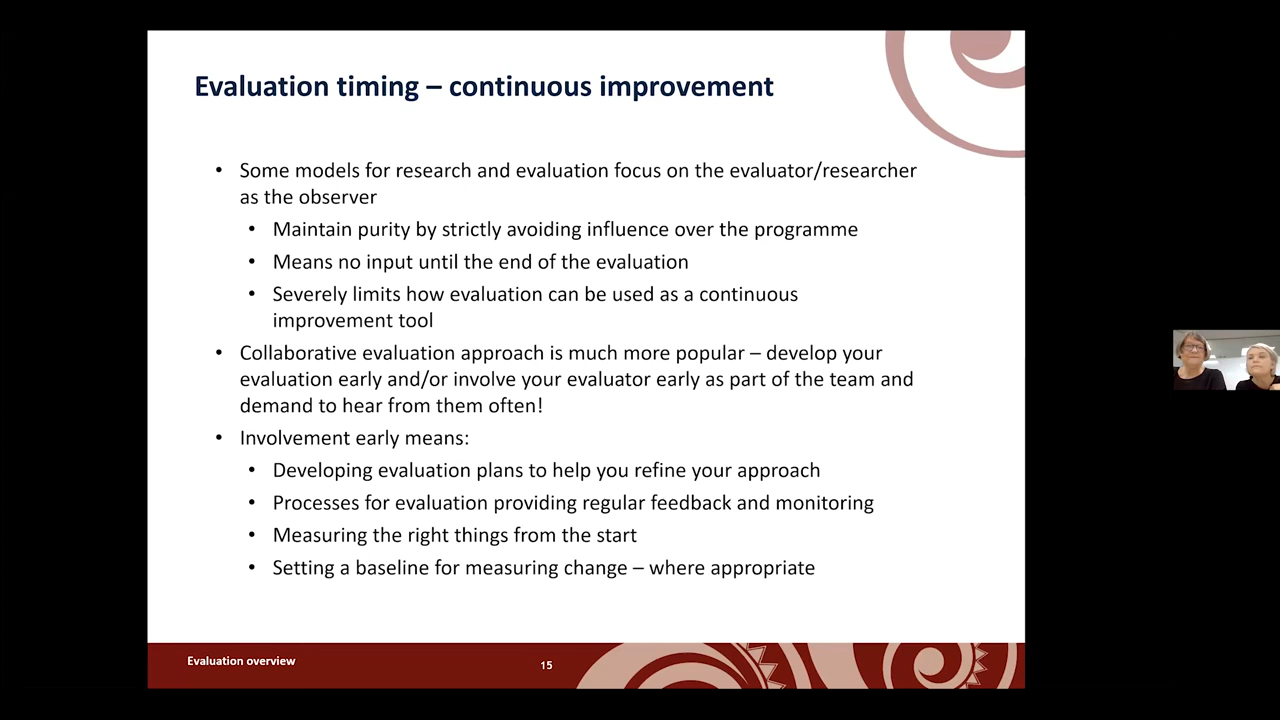 Evaluation timing – continuous improvement
• Some models for research and evaluation focus on the evaluator/researcher
as the observer
• Maintain purity by strictly avoiding influence over the programme
• Means no input until the end of the evaluation
• Severely limits how evaluation can be used as a continuous
improvement tool
• Collaborative evaluation approach is much more popular – develop your
evaluation early and/or involve your evaluator early as part of the team and
demand to hear from them often!
• Involvement early means:
• Developing evaluation plans to help you refine your approach
• Processes for evaluation providing regular feedback and monitoring
• Measuring the right things from the start
• Setting a baseline for measuring change – where appropriate
Evaluation overview
15